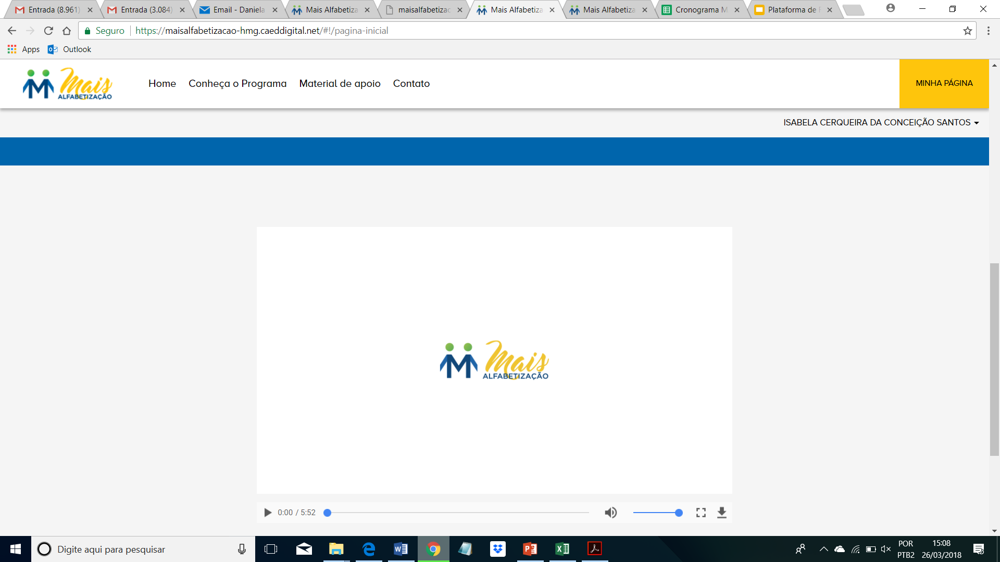 Entrada (8.961)
Entrada (3.084)
Email - Daniela
Mais Alfabetiza
maisalfabetizac
Mais Alfabetiza
Mais Alfabetiza
Cronograma M
Plataforma de
Seguro
https://maisalfabetizacao-hmg.caeddigital.net/#!/pagina-inicial
Apps
Outlook
Mais
ALFABETIZAÇÃO
Home
Conheça o Programa
Material de apoio
Contato
MINHA PÁGINA
ISABELA CERQUEIRA DA CONCEIÇÃO SANTOS
Mais
ALFABETIZAÇÃO
0:00 / 5:52
Digite aqui para pesquisar
POR
PTB2
15:08
26/03/2018